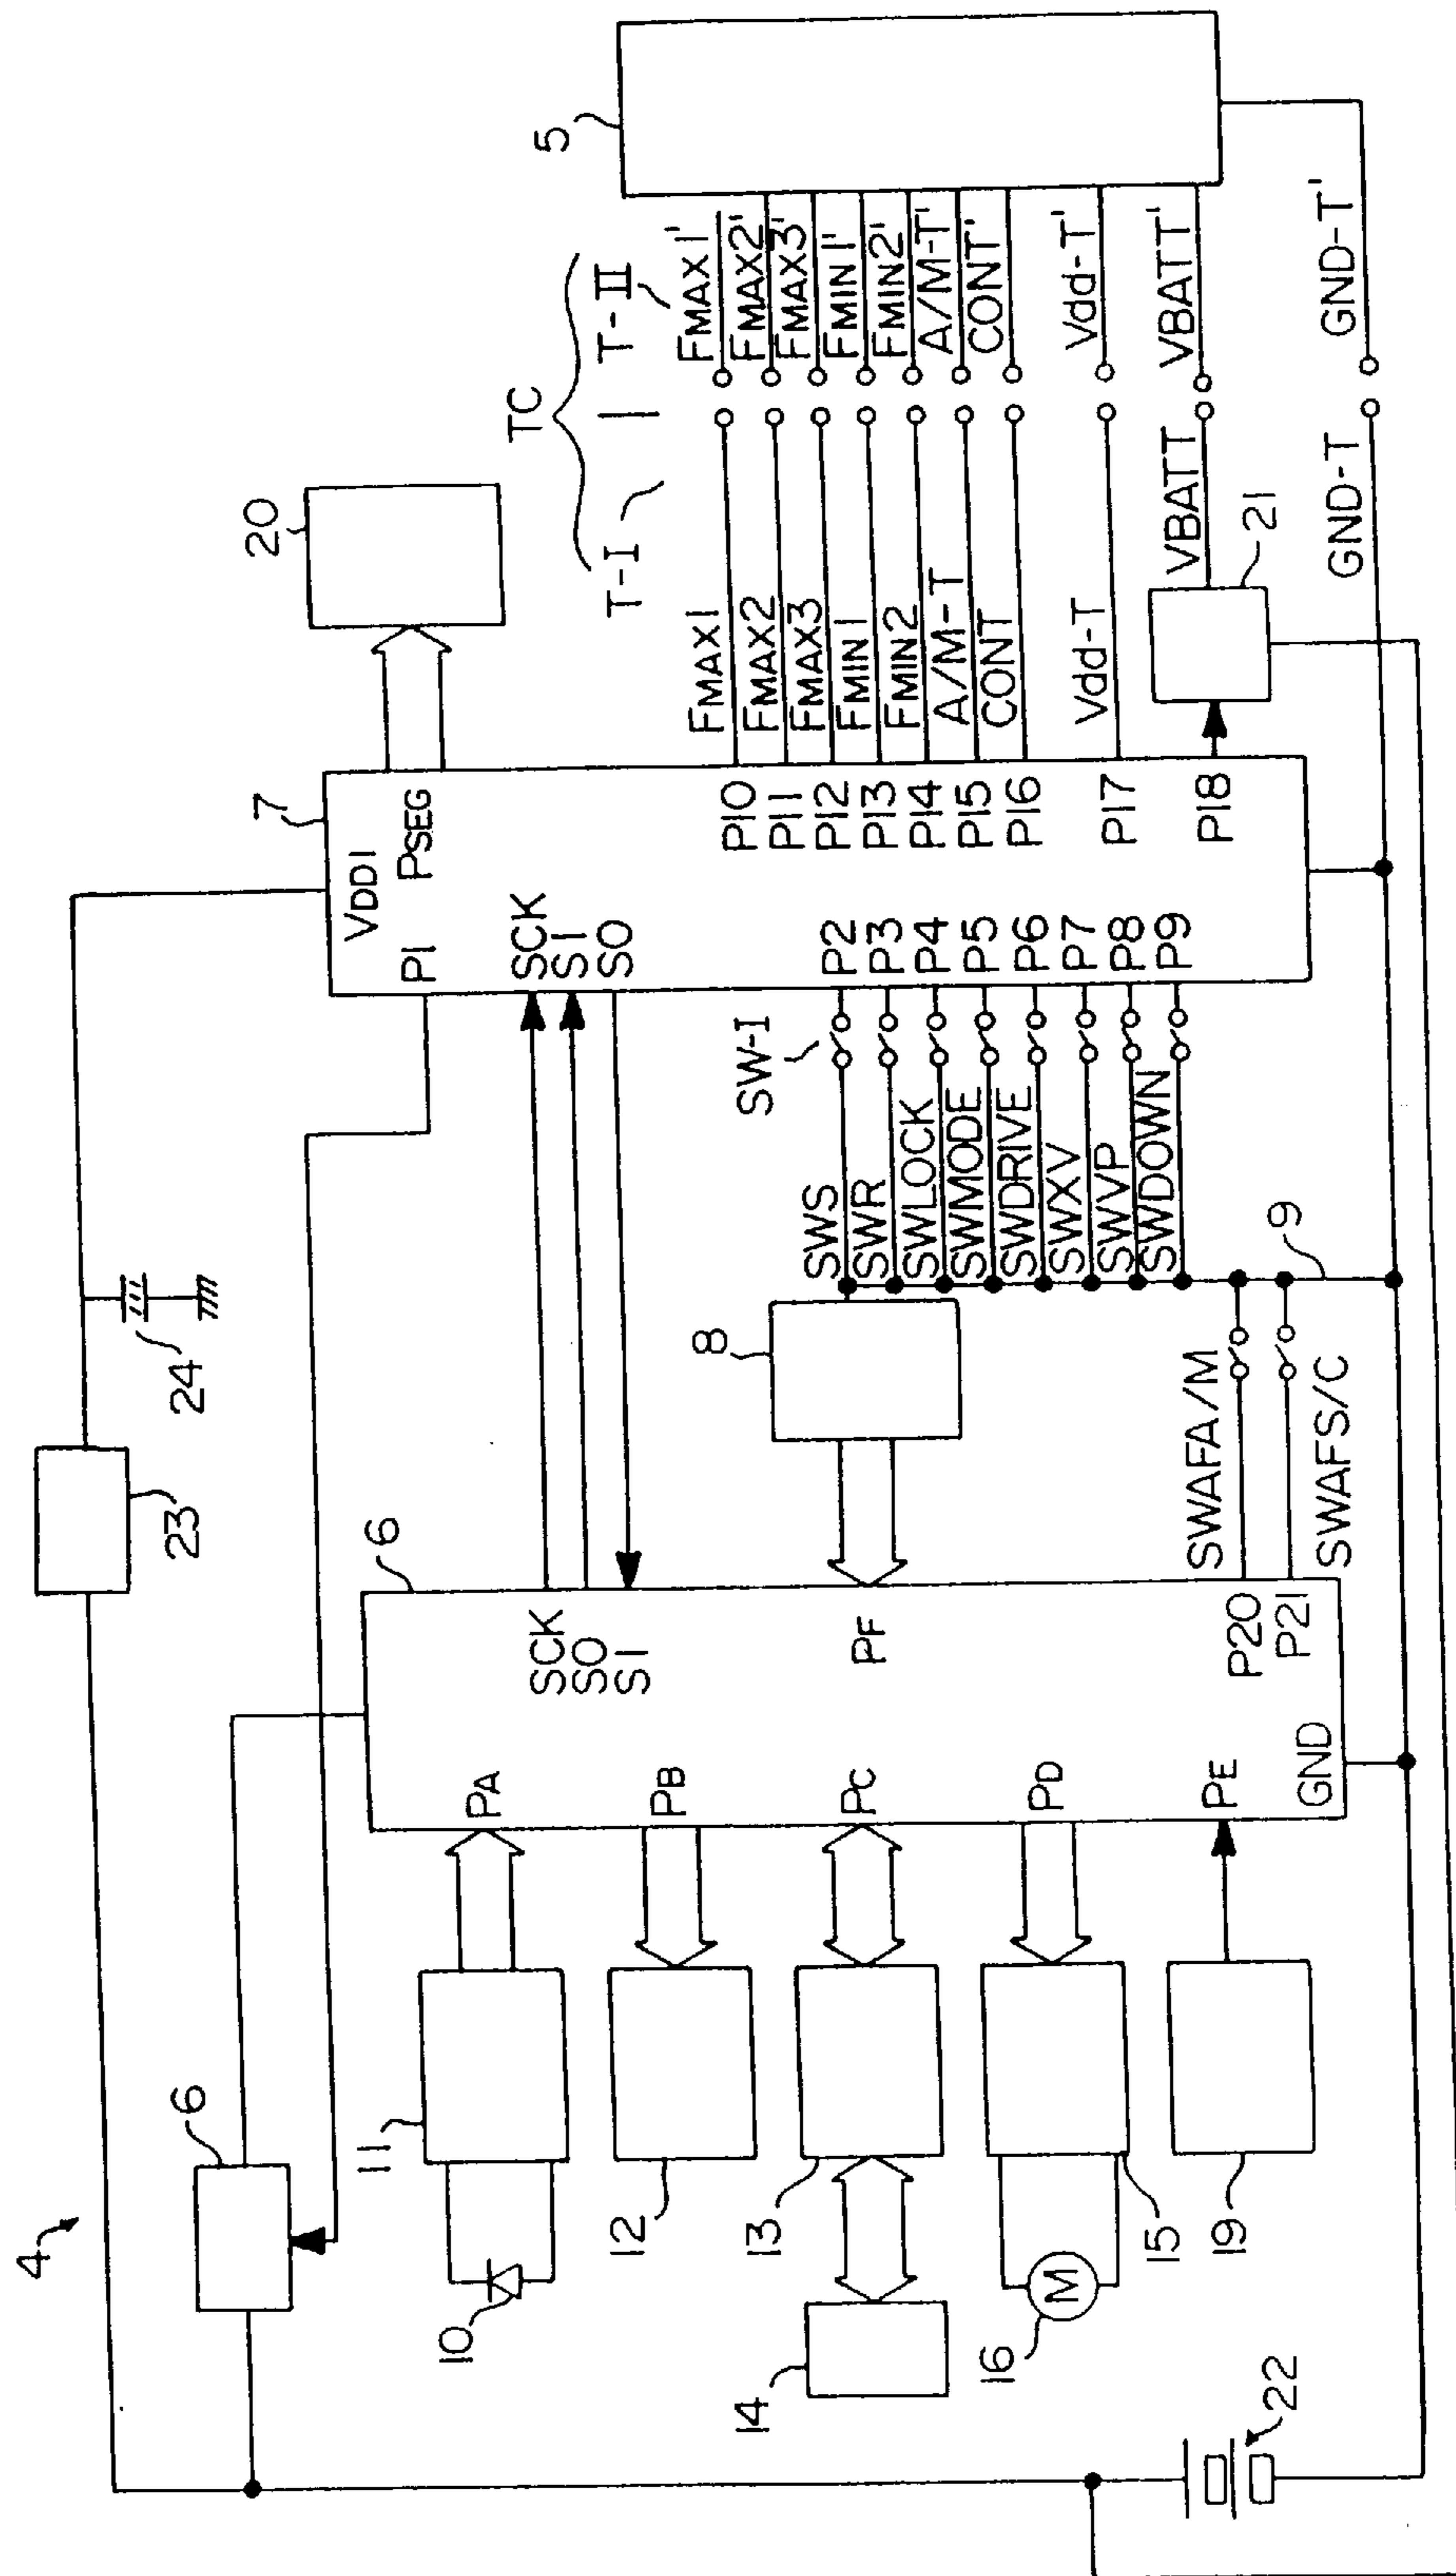 4
23
24
7
VDD1
P1
PSEG
20
SCK
SI
SO
6
6
SCK
SO
SI
PF
P20
P21
GND
PA
PB
PC
PD
PE
11
10
12
13
14
15
16
M
19
22
8
9
SW-I
SWS
SWR
SWLOCK
SWMODE
SWDRIVE
SWXV
SWVP
SWDOWN
SWAFA/M
SWAFS/C
P2
P3
P4
P5
P6
P7
P8
P9
P10
P11
P12
P13
P14
P15
P16
P17
P18
TC
T-I
T-II
FMAX1
FMAX2
FMAX3
FMIN1
FMIN2
A/M-T
CONT
Vdd-T
VBATT
GND-T
21
FMAX1'
FMAX2'
FMAX3'
FMIN1'
FMIN2'
A/M-T'
CONT'
Vdd-T'
VBATT'
GND-T'
5